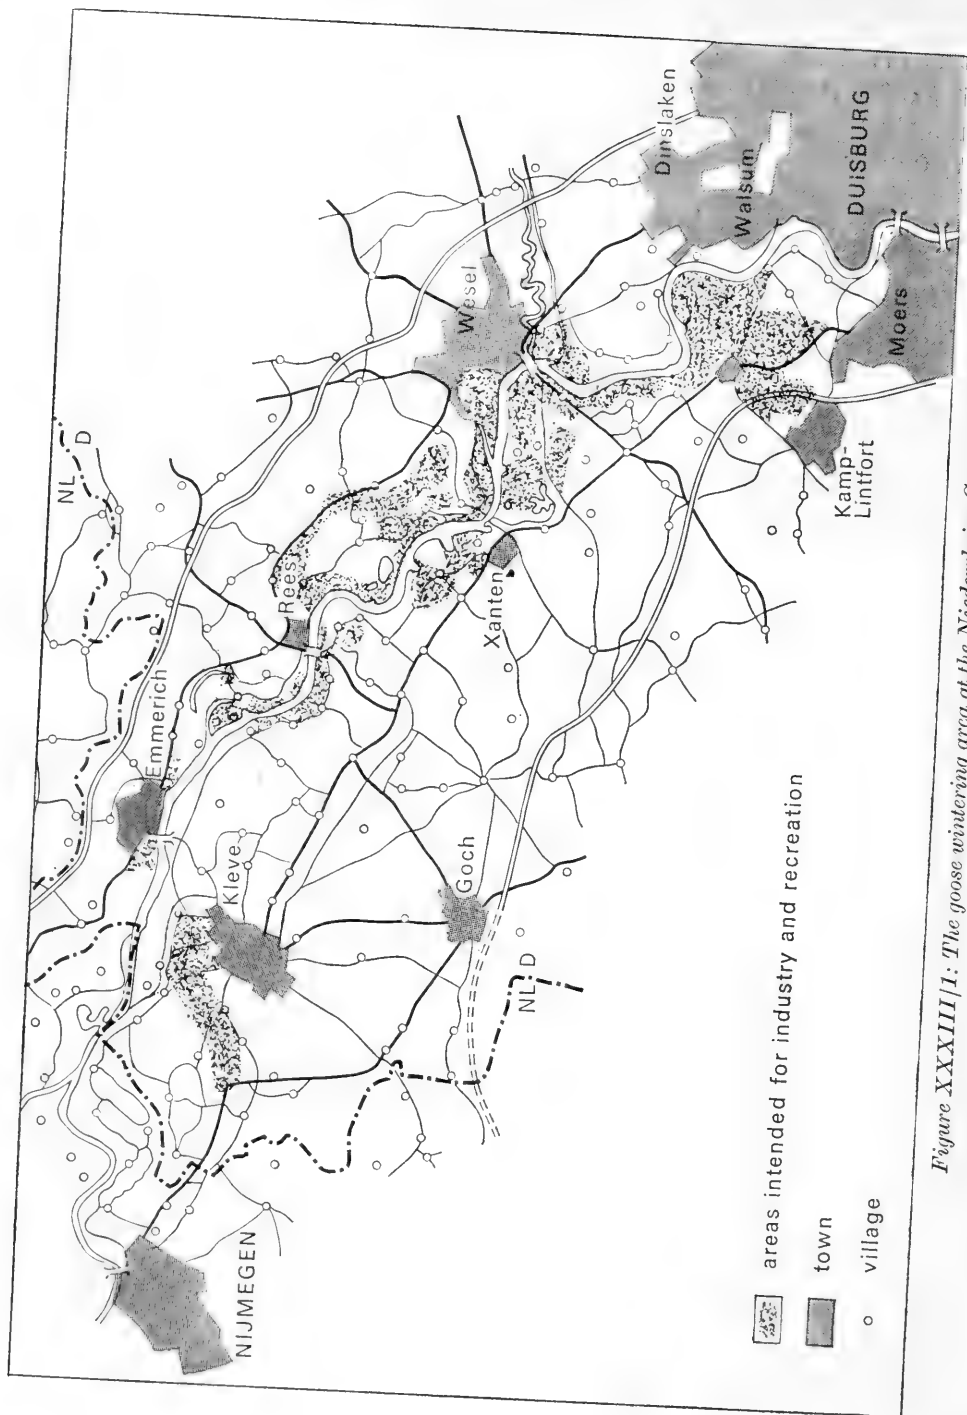 NL
D
Emmerich
Rees
Wesel
Dinslaken
Walsum
DUISBURG
Moers
Kamp-
Lintfort
Xanten
Kleve
Goch
NL
D
NIJMEGEN
areas intended for industry and recreation
town
village
Figure XXXIII/1: The goose wintering area at the